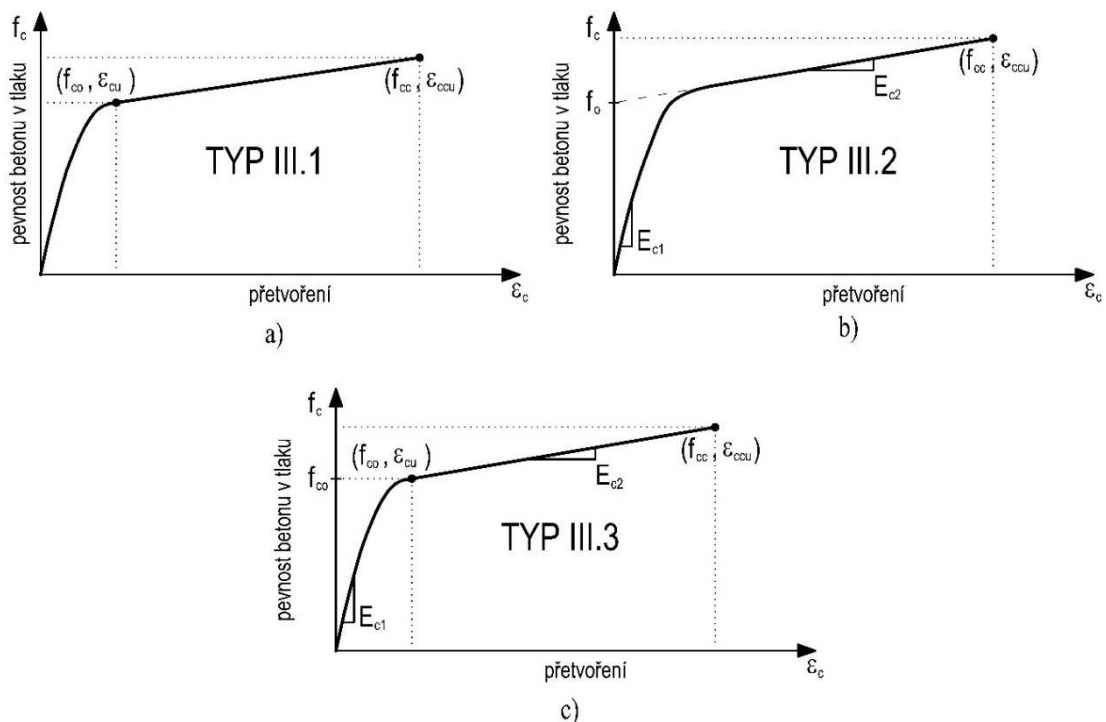 f_c
pevnost betonu v tlaku
(f_co , ε_cu )
(f_cc , ε_ccu)
TYP III.1
přetvoření
ε_c
a)
f_c
pevnost betonu v tlaku
f_o
(f_cc , ε_ccu)
E_c2
TYP III.2
E_c1
přetvoření
ε_c
b)
f_c
pevnost betonu v tlaku
(f_co , ε_cu )
f_co
(f_cc , ε_ccu)
E_c2
TYP III.3
E_c1
přetvoření
ε_c
c)